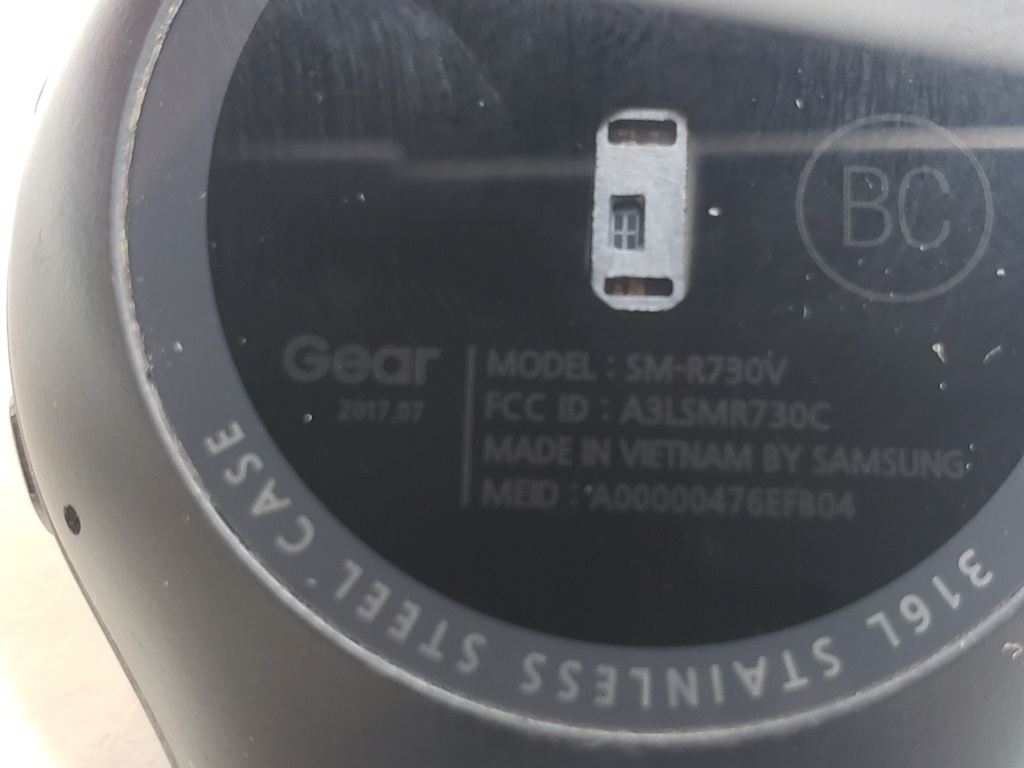 BC
Gear
2017.07
MODEL : SM-R730V
FCC ID : A3LSMR730C
MADE IN VIETNAM BY SAMSUNG
MEID : A00000476EFB04
316L STAINLESS STEEL CASE